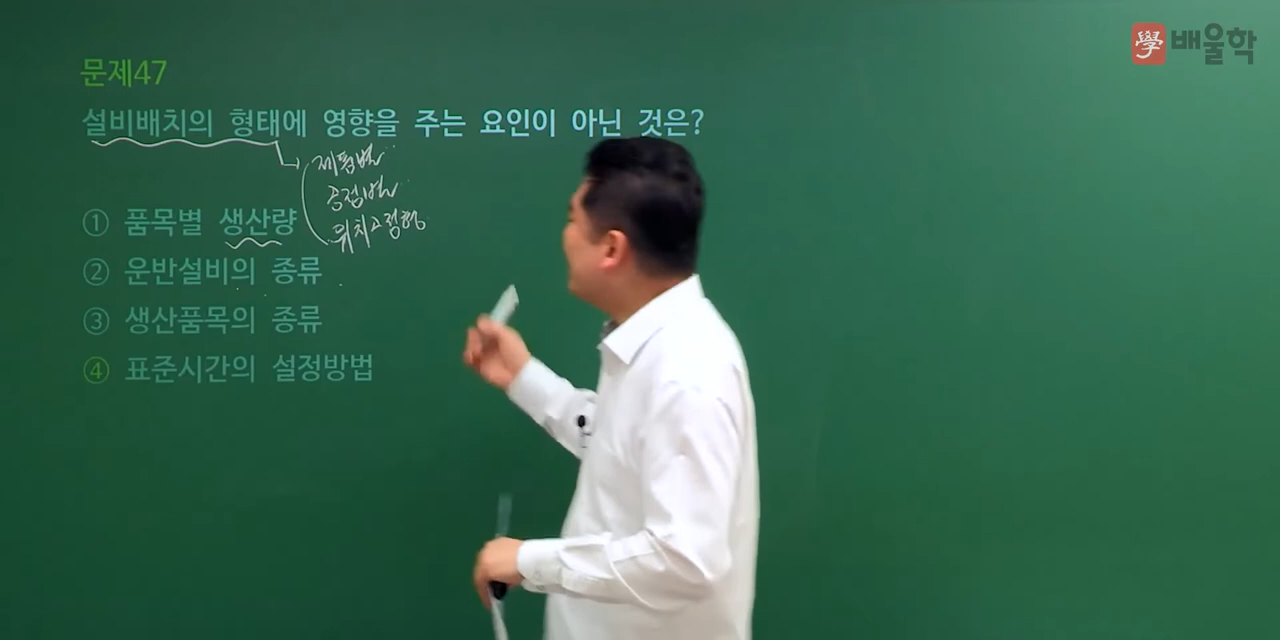 學 배울학
문제47
설비배치의 형태에 영향을 주는 요인이 아닌 것은?
제품별
공정별
위치고정형
① 품목별 생산량
② 운반설비의 종류
③ 생산품목의 종류
④ 표준시간의 설정방법